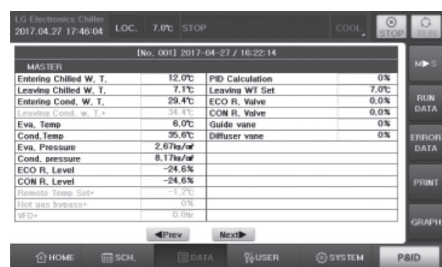 LG Electronics Chiller
2017.04.27 17:46:04 LOC. 7.0℃ STOP COOL STOP RUN
[No. 001] 2017-04-27 / 16:22:14
MASTER
Entering Chilled W. T. 12,0℃ PID Calculation 0%
Leaving Chilled W. T. 7,1℃ Leaving WT Set 7,0℃
Entering Cond. W, T, 29,4℃ ECO R, Valve 0,0%
Leaving Cond, w, T,* 34,4℃ CON R, Valve 0,0%
Eva, Temp 6,0℃ Guide vane 0%
Cond,Temp 35,6℃ Diffuser vane 0%
Eva, Pressure 2,67kg/㎠
Cond, pressure 8,17kg/㎠
ECO R, Level -24,6%
CON R, Level -24,6%
Remote Temp Set* -1,2℃
Hot gas bypass* 0%
VFD* 0,0Hz
◀Prev Next▶
M▶S
RUN DATA
ERROR DATA
PRINT
GRAPH
HOME SCH, DATA USER SYSTEM P&ID